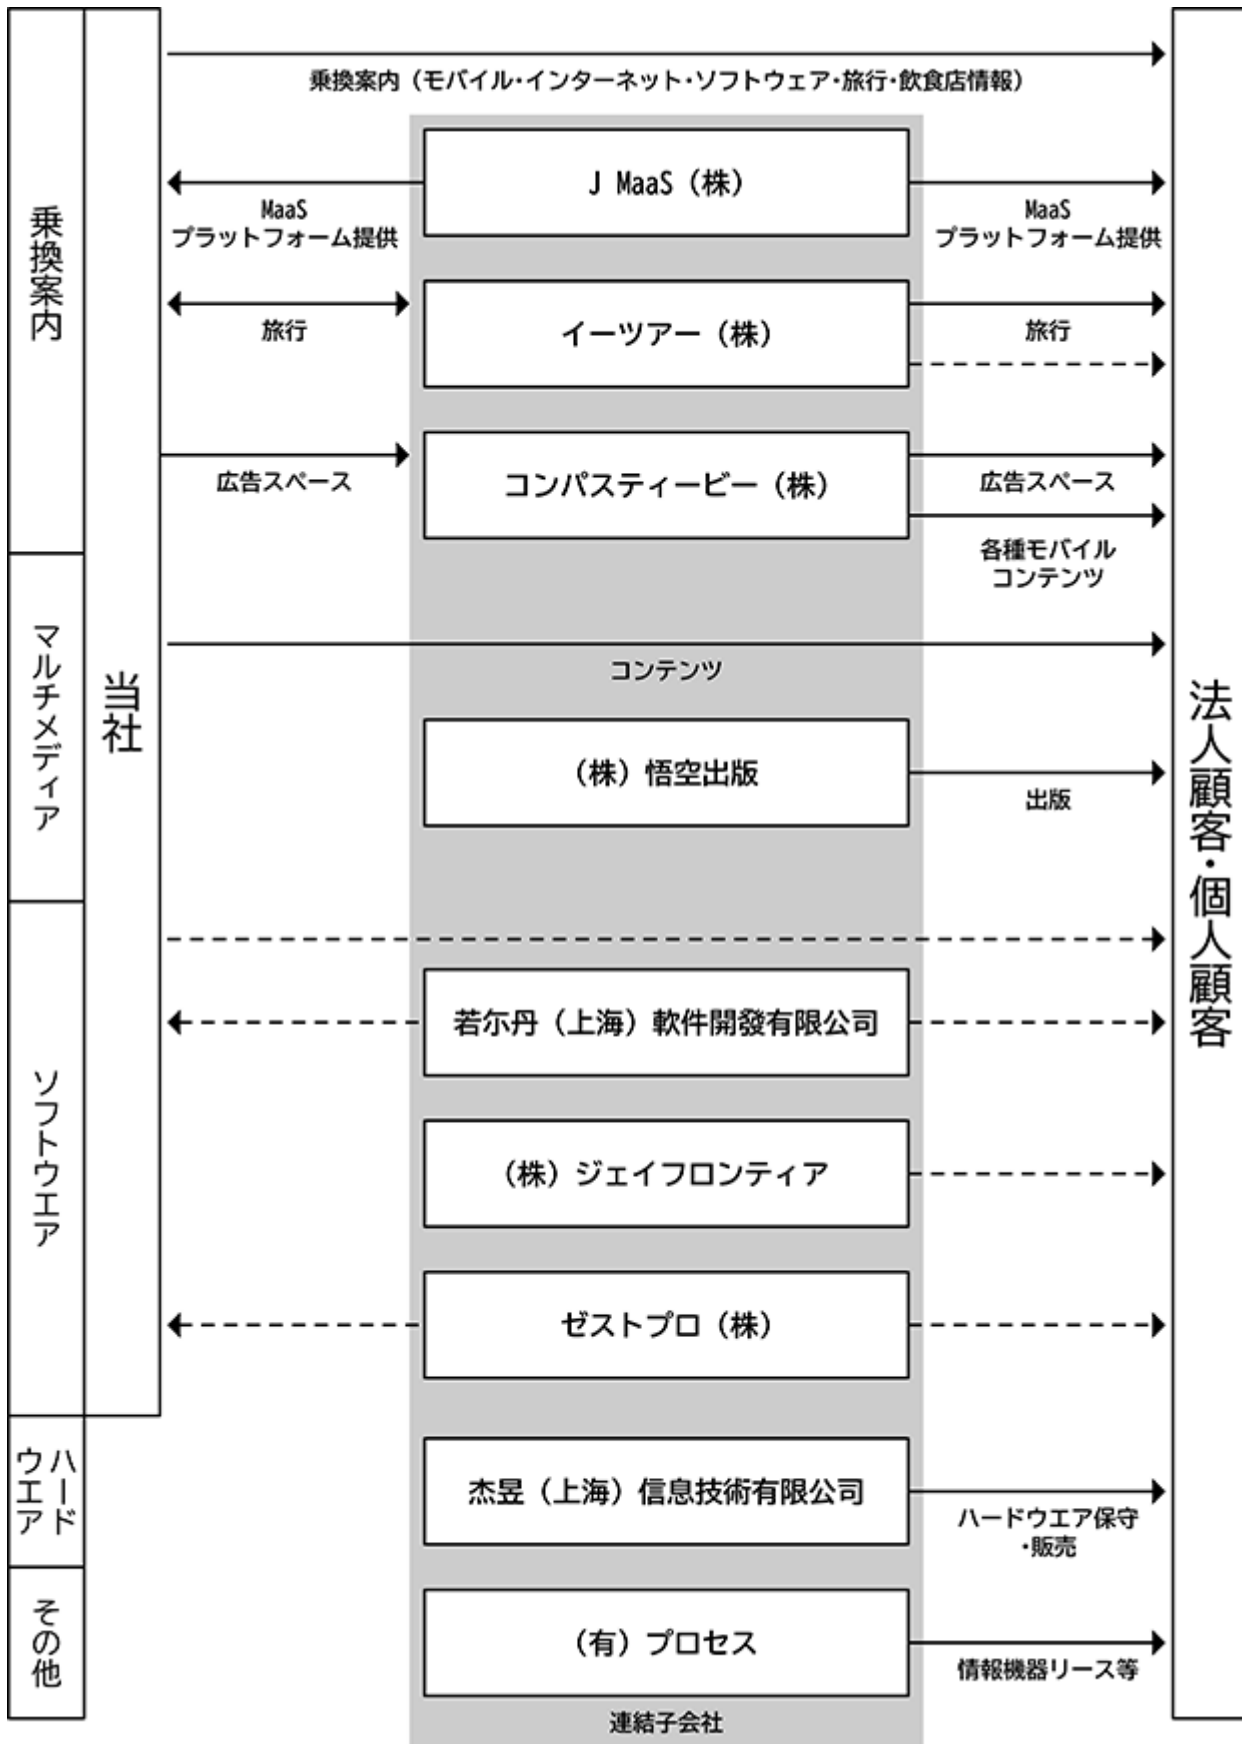 乗換案内（モバイル・インターネット・ソフトウェア・旅行・飲食店情報）
乗換案内
J MaaS（株）
MaaS
プラットフォーム提供
MaaS
プラットフォーム提供
イーツアー（株）
旅行
旅行
コンパスティービー（株）
広告スペース
広告スペース
各種モバイル
コンテンツ
マルチメディア
当社
コンテンツ
（株）悟空出版
出版
法人顧客・個人顧客
ソフトウエア
若尓丹（上海）軟件開發有限公司
（株）ジェイフロンティア
ゼストプロ（株）
ハード
ウエア
杰昱（上海）信息技術有限公司
ハードウエア保守
・販売
その他
（有）プロセス
情報機器リース等
連結子会社